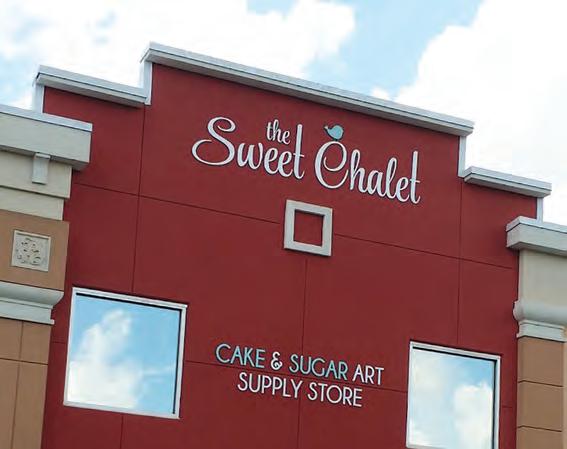 the
Sweet Chalet
CAKE & SUGAR ART
SUPPLY STORE